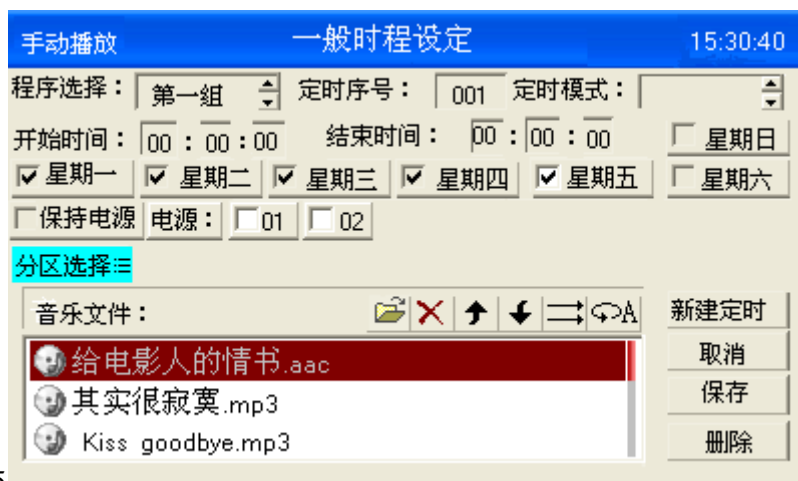 手动播放 一般时程设定 15:30:40
程序选择： 第一组 定时序号： 001 定时模式：
开始时间： 00 : 00 : 00 结束时间： 00 : 00 : 00 星期日
星期一 星期二 星期三 星期四 星期五 星期六
保持电源 电源： 01 02
分区选择
音乐文件： A 新建定时
给电影人的情书.aac 取消
其实很寂寞.mp3 保存
Kiss goodbye.mp3 删除